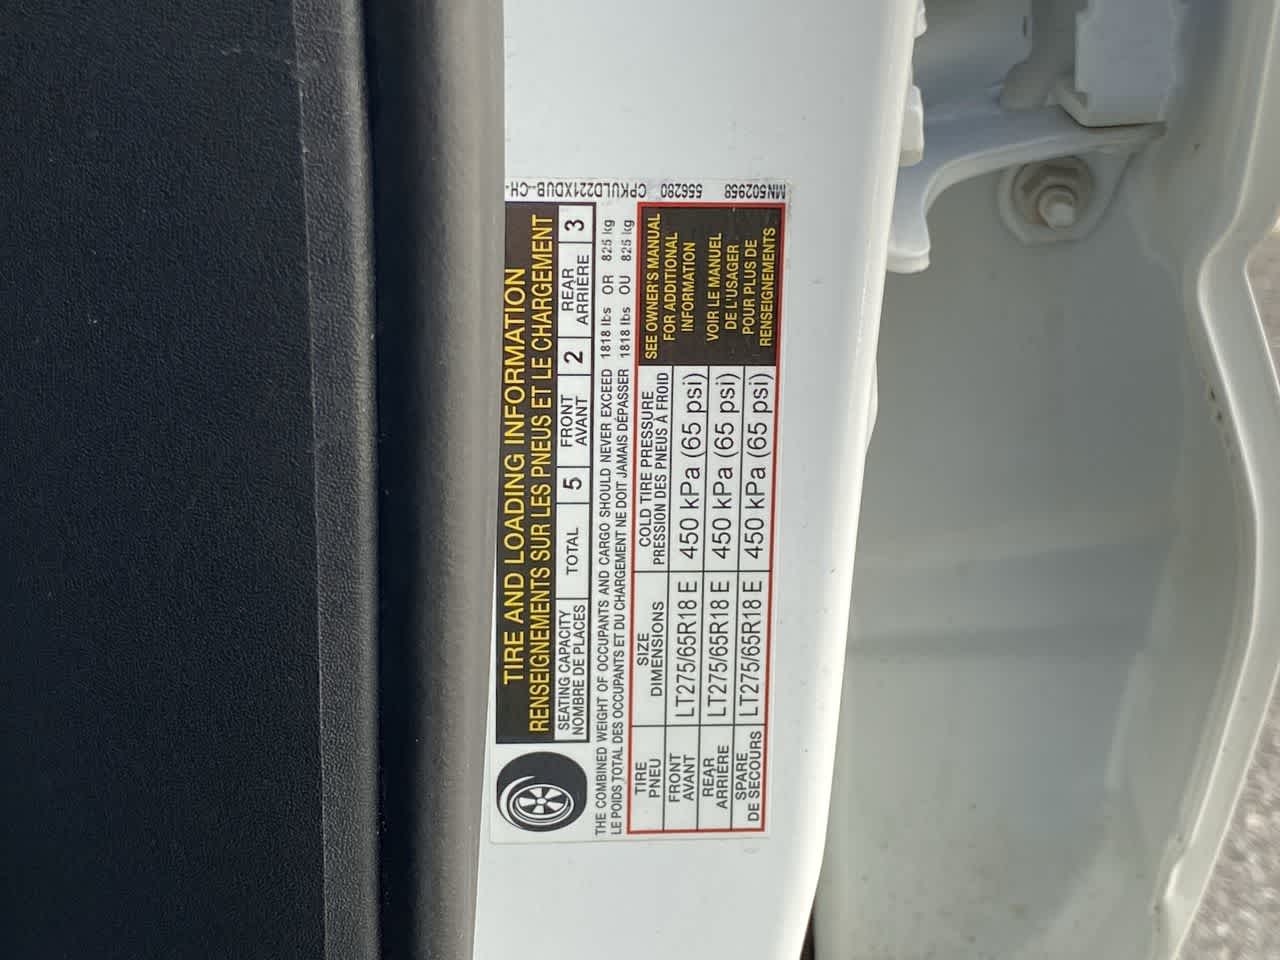 TIRE AND LOADING INFORMATION
RENSEIGNEMENTS SUR LES PNEUS ET LE CHARGEMENT
SEATING CAPACITY
NOMBRE DE PLACES
TOTAL 5
FRONT
AVANT
2
REAR
ARRIÈRE
3
THE COMBINED WEIGHT OF OCCUPANTS AND CARGO SHOULD NEVER EXCEED 1818 lbs OR 825 kg
LE POIDS TOTAL DES OCCUPANTS ET DU CHARGEMENT NE DOIT JAMAIS DÉPASSER 1818 lbs OU 825 kg
TIRE
PNEU
SIZE
DIMENSIONS
COLD TIRE PRESSURE
PRESSION DES PNEUS À FROID
FRONT
AVANT
LT275/65R18 E 450 kPa (65 psi)
REAR
ARRIÈRE
LT275/65R18 E 450 kPa (65 psi)
SPARE
DE SECOURS
LT275/65R18 E 450 kPa (65 psi)
SEE OWNER'S MANUAL
FOR ADDITIONAL
INFORMATION
VOIR LE MANUEL
DE L'USAGER
POUR PLUS DE
RENSEIGNEMENTS
MN502958 556280 CPKULD221XDUB--CH-